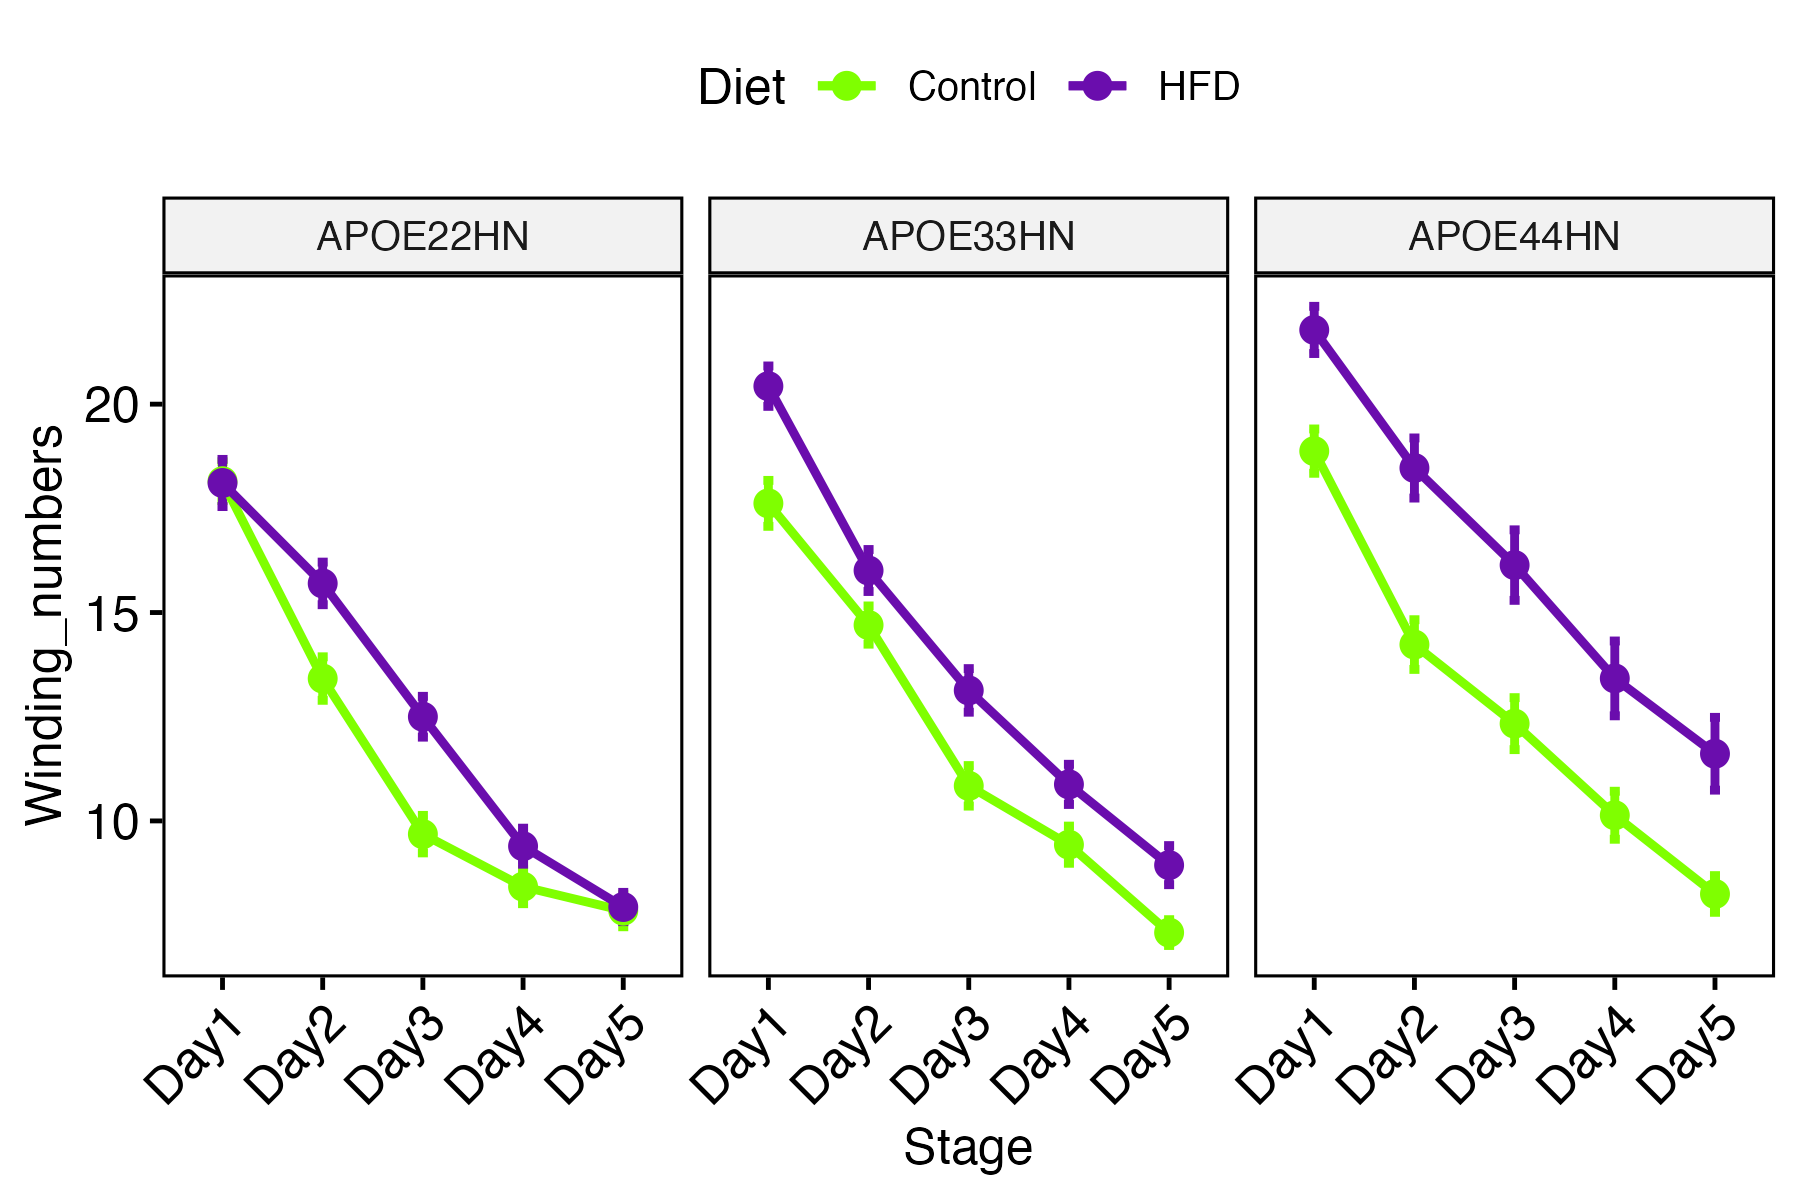 Diet Control HFD
APOE22HN APOE33HN APOE44HN
Winding_numbers
20
15
10
Day1 Day2 Day3 Day4 Day5 Day1 Day2 Day3 Day4 Day5 Day1 Day2 Day3 Day4 Day5
Stage